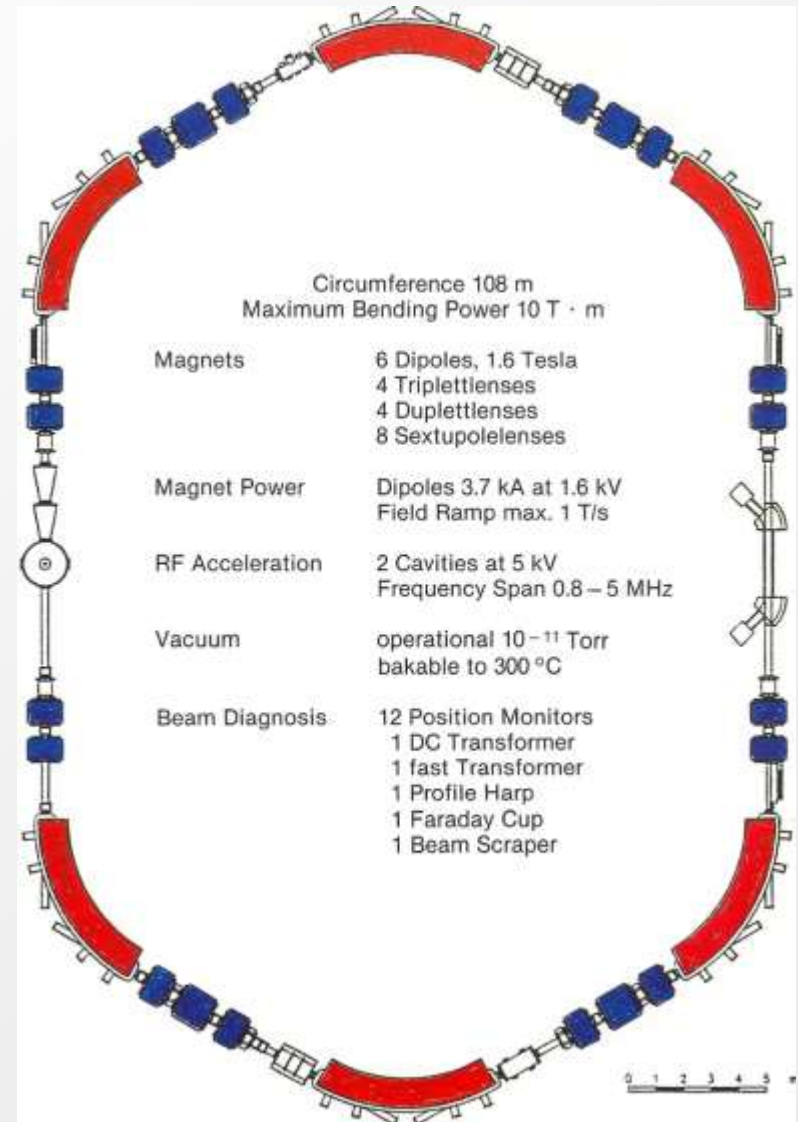 Circumference 108 m
Maximum Bending Power 10 T · m
Magnets 6 Dipoles, 1.6 Tesla
4 Triplettlenses
4 Duplettlenses
8 Sextupolelenses
Magnet Power Dipoles 3.7 kA at 1.6 kV
Field Ramp max. 1 T/s
RF Acceleration 2 Cavities at 5 kV
Frequency Span 0.8 – 5 MHz
Vacuum operational 10⁻¹¹ Torr
bakable to 300 °C
Beam Diagnosis 12 Position Monitors
1 DC Transformer
1 fast Transformer
1 Profile Harp
1 Faraday Cup
1 Beam Scraper
0 1 2 3 4 5